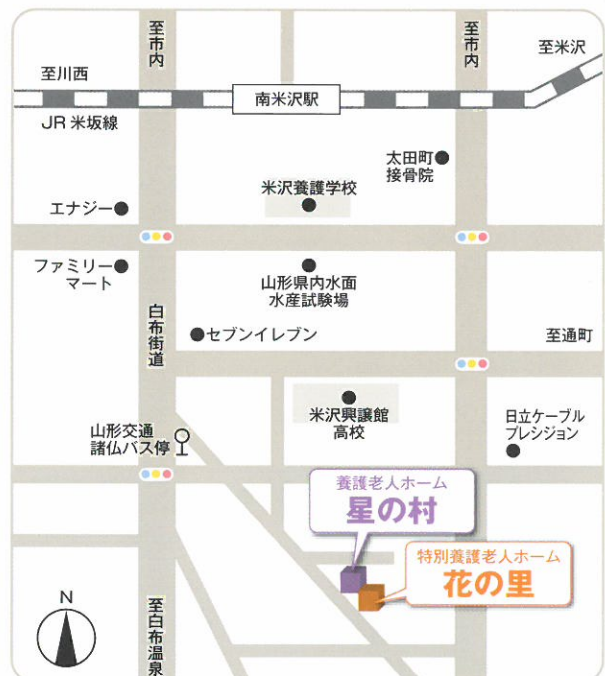 至市内
至市内
至川西
至米沢
南米沢駅
JR 米坂線
太田町
接骨院
米沢養護学校
エナジー
ファミリー
マート
山形県内水面
水産試験場
白布街道
セブンイレブン
至通町
米沢興譲館
高校
山形交通
諸仏バス停
日立ケーブル
プレシジョン
養護老人ホーム
星の村
特別養護老人ホーム
花の里
N
至白布温泉